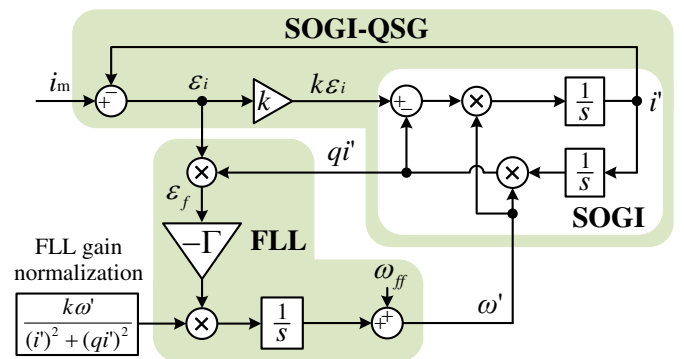 SOGI-QSG
i_m
+
−
ε_i
k
kε_i
+
−
×
1/s
i'
qi'
×
×
1/s
SOGI
ε_f
−Γ
FLL
FLL gain
normalization
kω' / ((i')² + (qi')²)
×
1/s
ω_ff
+
+
ω'